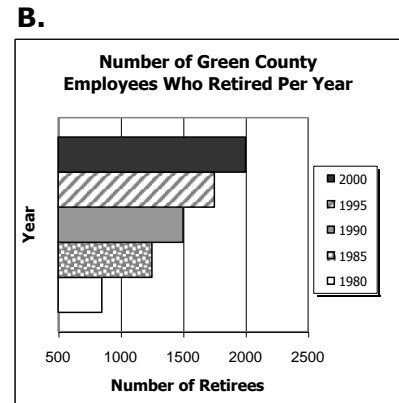 B.
Number of Green County
Employees Who Retired Per Year
Year
2000
1995
1990
1985
1980
500 1000 1500 2000 2500
Number of Retirees